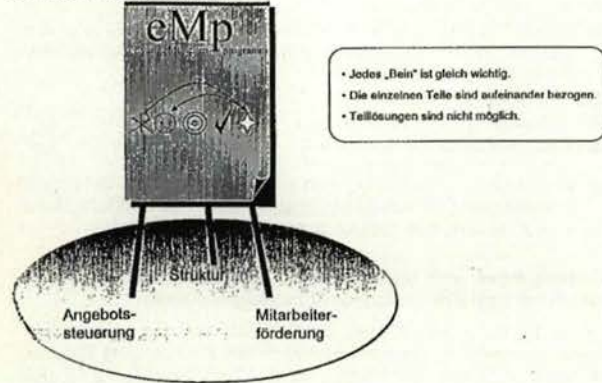 eMp
programm
• Jedes „Bein" ist gleich wichtig.
• Die einzelnen Teile sind aufeinander bezogen.
• Teillösungen sind nicht möglich.
Struktur
Angebots-
steuerung
Mitarbeiter-
förderung